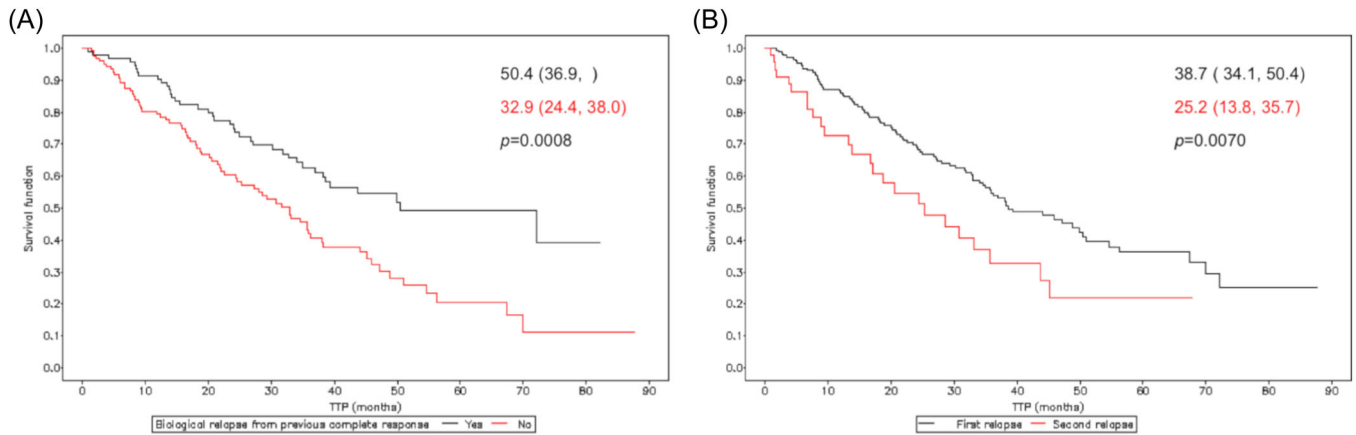 (A)
1.0
0.9
0.8
0.7
0.6
0.5
0.4
0.3
0.2
0.1
0.0
Survival function
50.4 (36.9,  )
32.9 (24.4, 38.0)
p=0.0008
0 10 20 30 40 50 60 70 80 90
TTP (months)
Biological relapse from previous complete response Yes No
(B)
1.0
0.9
0.8
0.7
0.6
0.5
0.4
0.3
0.2
0.1
0.0
Survival function
38.7 ( 34.1, 50.4)
25.2 (13.8, 35.7)
p=0.0070
0 10 20 30 40 50 60 70 80 90
TTP (months)
First relapse Second relapse